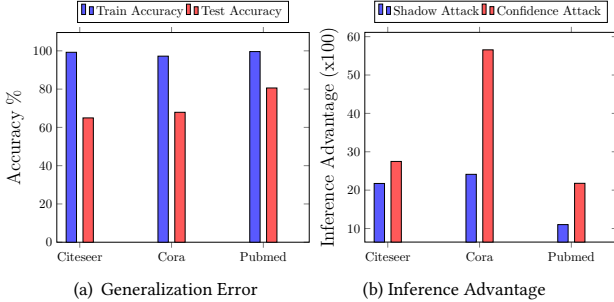 Train Accuracy Test Accuracy
Accuracy %
100
80
60
40
20
0
Citeseer Cora Pubmed
(a) Generalization Error
Shadow Attack Confidence Attack
Inference Advantage (x100)
60
50
40
30
20
10
Citeseer Cora Pubmed
(b) Inference Advantage